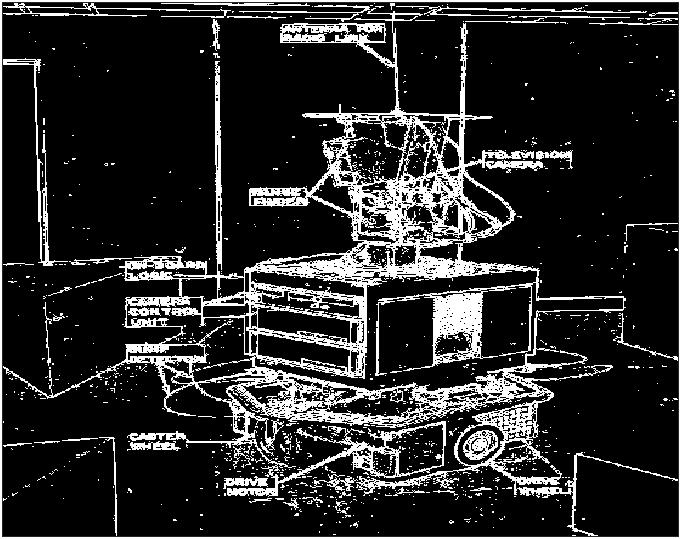 ANTENNA FOR
RADIO LINK
TELEVISION
CAMERA
RANGE
FINDER
ON-BOARD
LOGIC
CAMERA
CONTROL
UNIT
BUMP
DETECTOR
CASTER
WHEEL
DRIVE
MOTOR
DRIVE
WHEEL